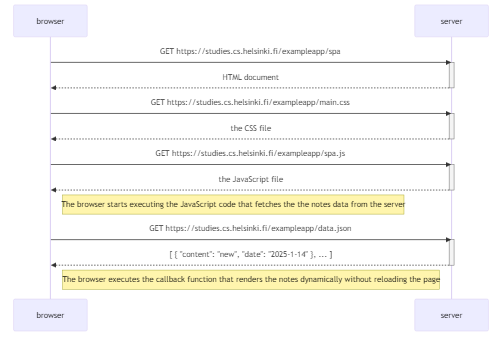 browser server
GET https://studies.cs.helsinki.fi/exampleapp/spa
HTML document
GET https://studies.cs.helsinki.fi/exampleapp/main.css
the CSS file
GET https://studies.cs.helsinki.fi/exampleapp/spa.js
the JavaScript file
The browser starts executing the JavaScript code that fetches the the notes data from the server
GET https://studies.cs.helsinki.fi/exampleapp/data.json
[ { "content": "new", "date": "2025-1-14" }, ... ]
The browser executes the callback function that renders the notes dynamically without reloading the page
browser server